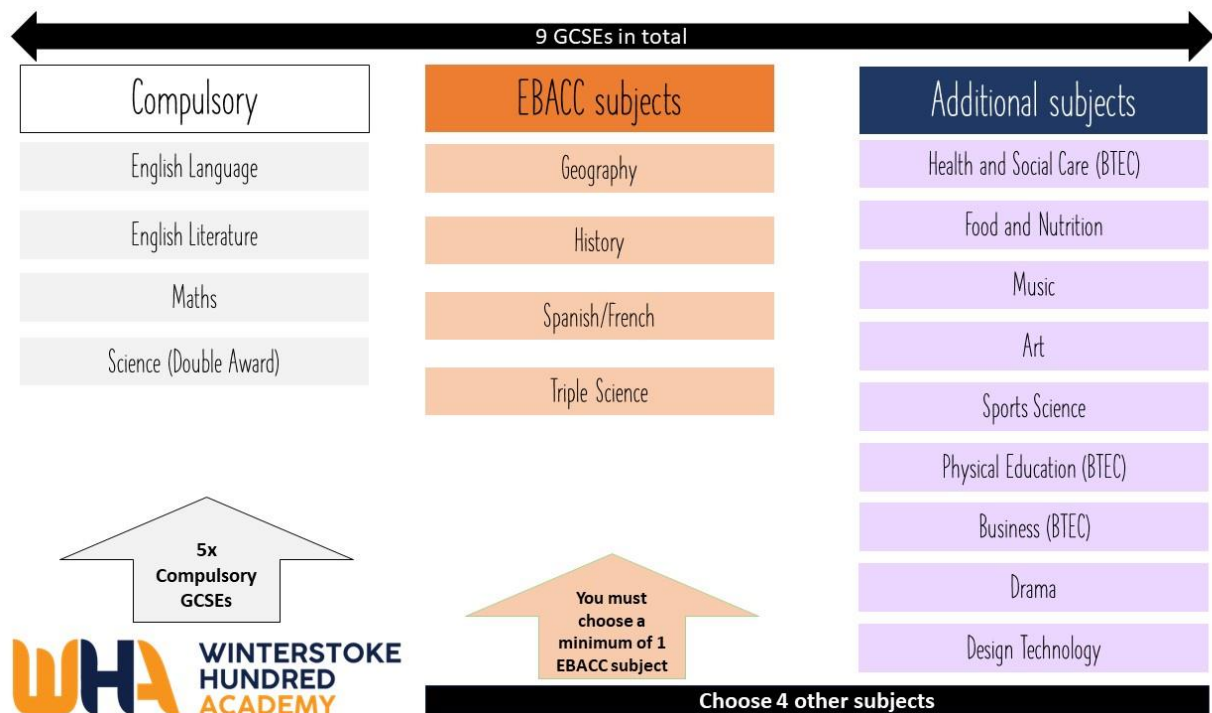 9 GCSEs in total
Compulsory
English Language
English Literature
Maths
Science (Double Award)
5x
Compulsory
GCSEs
EBACC subjects
Geography
History
Spanish/French
Triple Science
You must
choose a
minimum of 1
EBACC subject
Additional subjects
Health and Social Care (BTEC)
Food and Nutrition
Music
Art
Sports Science
Physical Education (BTEC)
Business (BTEC)
Drama
Design Technology
Choose 4 other subjects
WHA
WINTERSTOKE
HUNDRED
ACADEMY